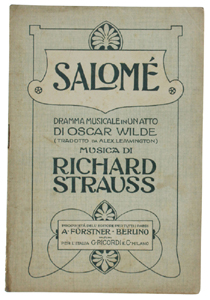 SALOMÉ
DRAMMA MUSICALE IN UN ATTO
DI OSCAR WILDE
(TRADOTTO DA ALEX. LEAWINGTON)
MUSICA DI
RICHARD
STRAUSS
A. FÜRSTNER - BERLINO
G. RICORDI & C. MILANO